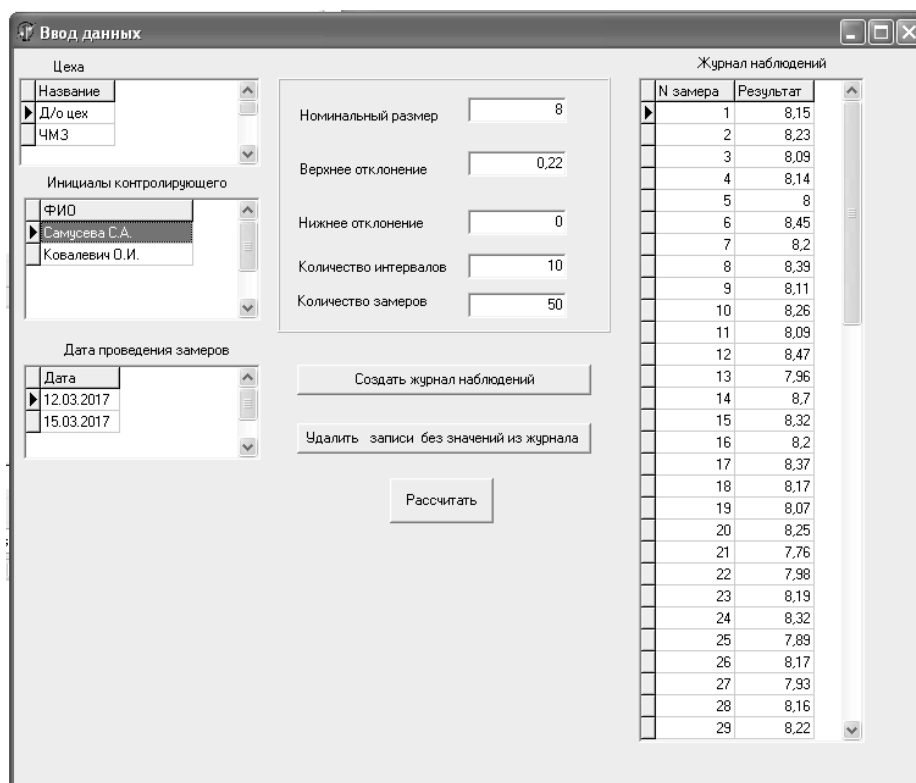 Ввод данных
Цеха
Название
Д/о цех
ЧМЗ
Инициалы контролирующего
ФИО
Самусева С.А.
Ковалевич О.И.
Дата проведения замеров
Дата
12.03.2017
15.03.2017
Номинальный размер 8
Верхнее отклонение 0,22
Нижнее отклонение 0
Количество интервалов 10
Количество замеров 50
Создать журнал наблюдений
Удалить записи без значений из журнала
Рассчитать
Журнал наблюдений
N замера Результат
1 8,15
2 8,23
3 8,09
4 8,14
5 8
6 8,45
7 8,2
8 8,39
9 8,11
10 8,26
11 8,09
12 8,47
13 7,96
14 8,7
15 8,32
16 8,2
17 8,37
18 8,17
19 8,07
20 8,25
21 7,76
22 7,98
23 8,19
24 8,32
25 7,89
26 8,17
27 7,93
28 8,16
29 8,22